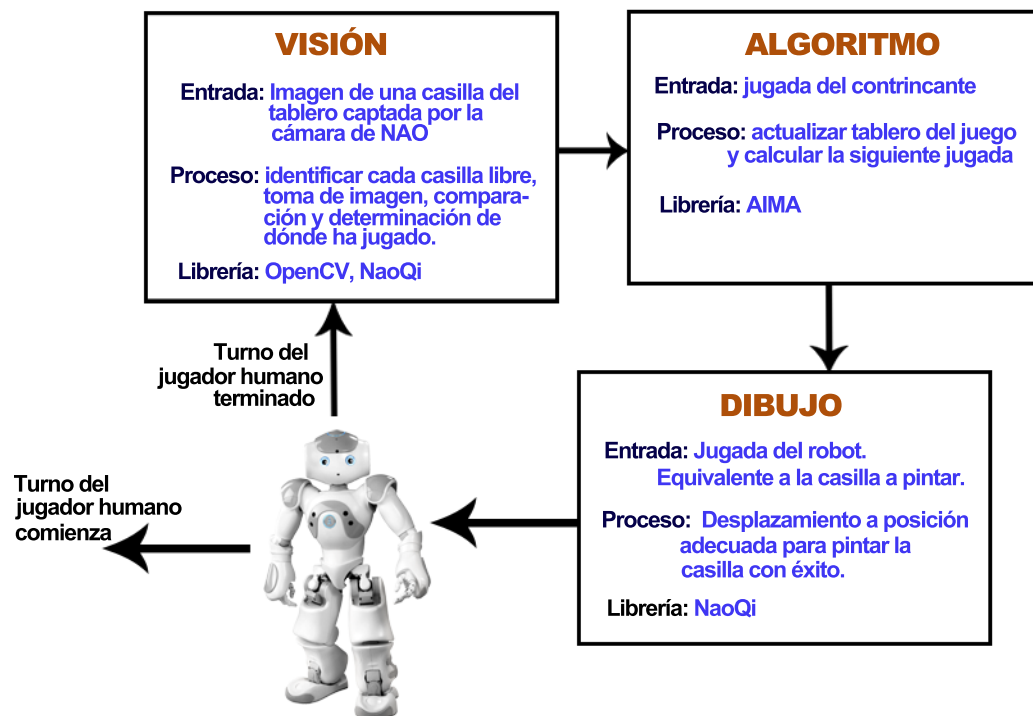 VISIÓN
Entrada: Imagen de una casilla del
tablero captada por la
cámara de NAO
Proceso: identificar cada casilla libre,
toma de imagen, compara-
ción y determinación de
dónde ha jugado.
Librería: OpenCV, NaoQi
ALGORITMO
Entrada: jugada del contrincante
Proceso: actualizar tablero del juego
y calcular la siguiente jugada
Librería: AIMA
Turno del
jugador humano
terminado
DIBUJO
Entrada: Jugada del robot.
Equivalente a la casilla a pintar.
Proceso: Desplazamiento a posición
adecuada para pintar la
casilla con éxito.
Librería: NaoQi
Turno del
jugador humano
comienza